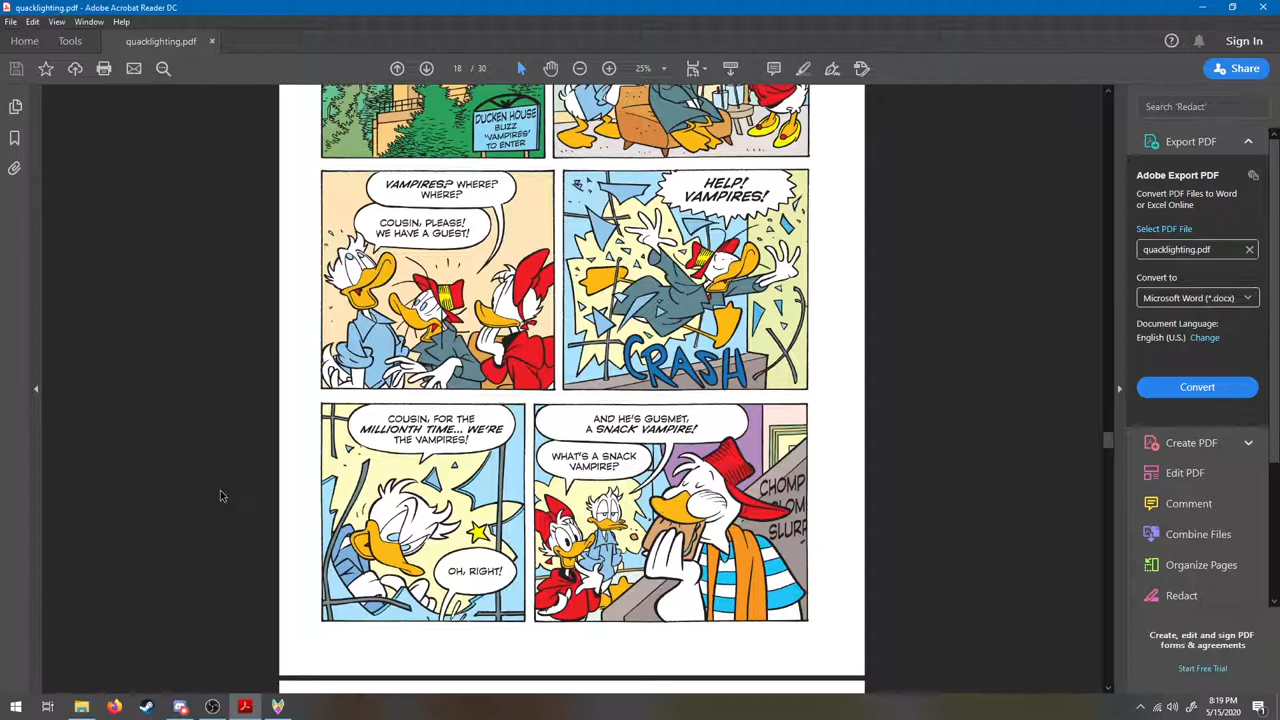 quacklighting.pdf - Adobe Acrobat Reader DC
File Edit View Window Help
Home Tools quacklighting.pdf × Sign In
18 / 30 25% Share
DUCKEN HOUSE
BUZZ
'VAMPIRES'
TO ENTER
VAMPIRES? WHERE?
WHERE?
COUSIN, PLEASE!
WE HAVE A GUEST!
HELP!
VAMPIRES!
CRASH
COUSIN, FOR THE
MILLIONTH TIME... WE'RE
THE VAMPIRES!
OH, RIGHT!
AND HE'S GUSMET,
A SNACK VAMPIRE!
WHAT'S A SNACK
VAMPIRE?
CHOMP
SLURP
Search 'Redact'
Export PDF
Adobe Export PDF
Convert PDF Files to Word
or Excel Online
Select PDF File
quacklighting.pdf
Convert to
Microsoft Word (*.docx)
Document Language:
English (U.S.) Change
Convert
Create PDF
Edit PDF
Comment
Combine Files
Organize Pages
Redact
Create, edit and sign PDF
forms & agreements
Start Free Trial
8:19 PM
5/15/2020